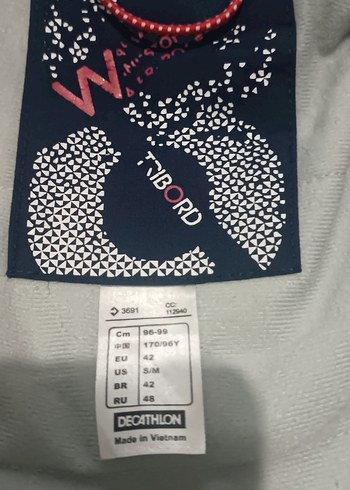 W
TRIBORD
3691 CC: 112940
Cm 96-99
中国 170/96Y
EU 42
US S/M
BR 42
RU 48
DECATHLON
Made in Vietnam